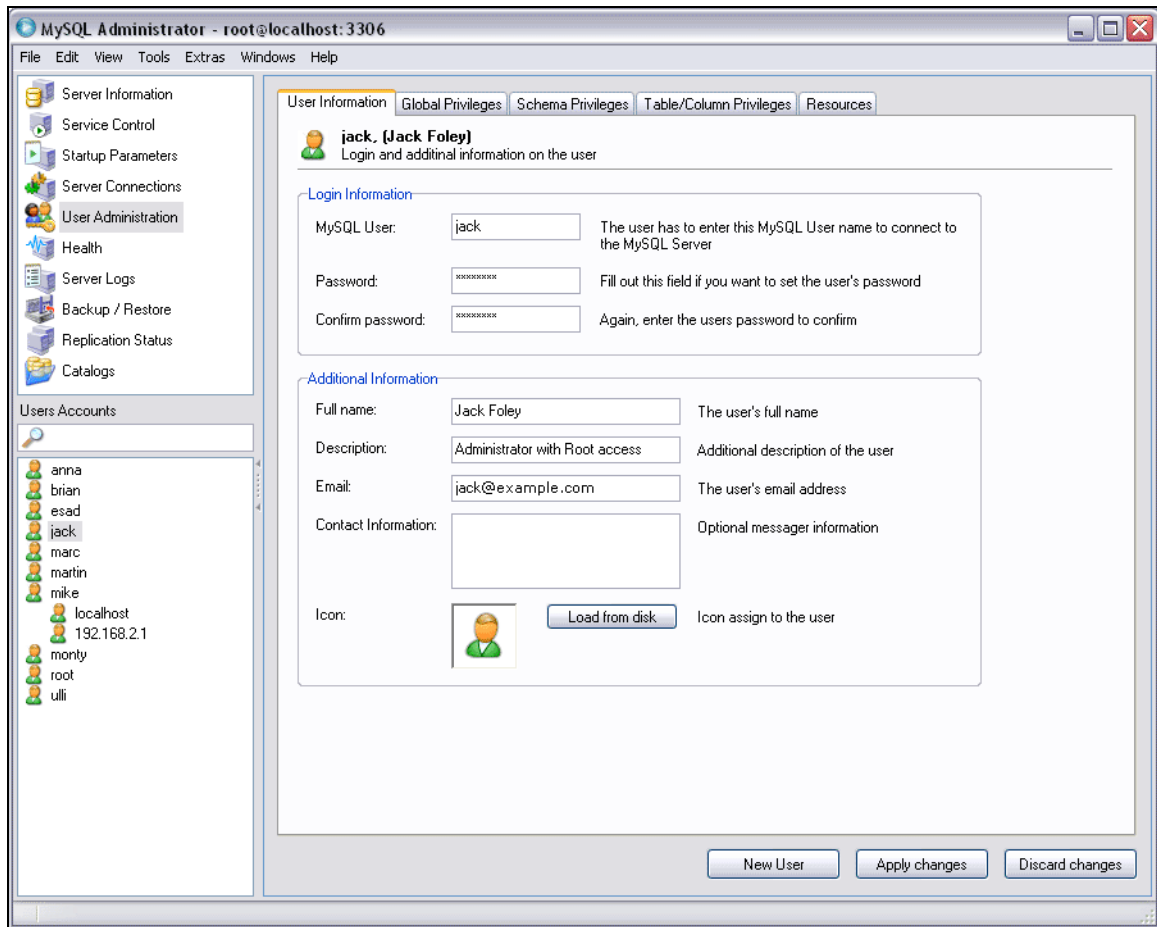 MySQL Administrator - root@localhost:3306
File Edit View Tools Extras Windows Help
Server Information
Service Control
Startup Parameters
Server Connections
User Administration
Health
Server Logs
Backup / Restore
Replication Status
Catalogs
Users Accounts
anna
brian
esad
jack
marc
martin
mike
localhost
192.168.2.1
monty
root
ulli
User Information Global Privileges Schema Privileges Table/Column Privileges Resources
jack, (Jack Foley)
Login and additinal information on the user
Login Information
MySQL User: jack The user has to enter this MySQL User name to connect to
the MySQL Server
Password: ******** Fill out this field if you want to set the user's password
Confirm password: ******** Again, enter the users password to confirm
Additional Information
Full name: Jack Foley The user's full name
Description: Administrator with Root access Additional description of the user
Email: jack@example.com The user's email address
Contact Information: Optional messager information
Icon: Load from disk Icon assign to the user
New User Apply changes Discard changes